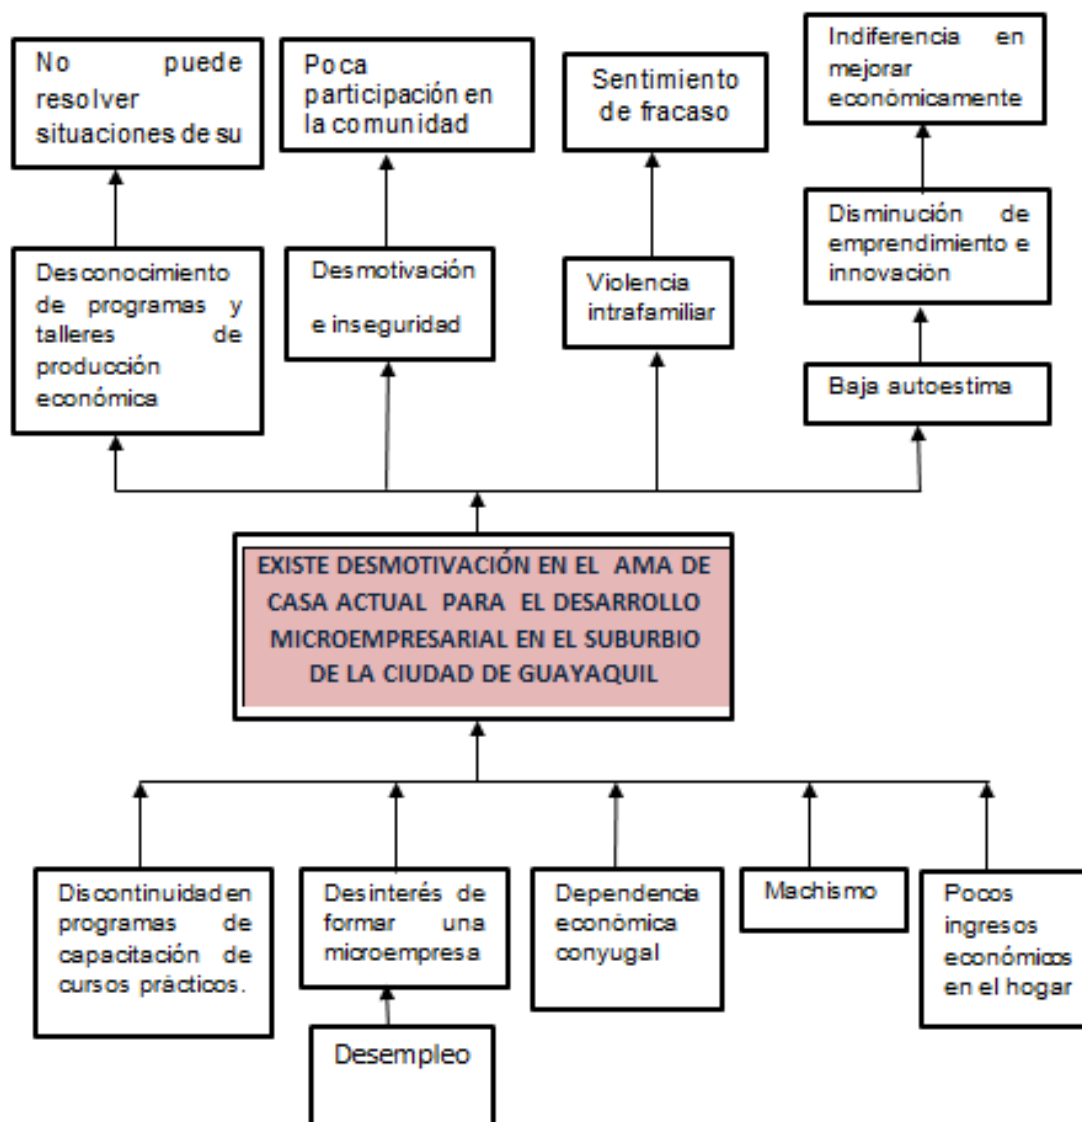 No puede
resolver
situaciones de su
Poca
participación en
la comunidad
Sentimiento
de fracaso
Indiferencia en
mejorar
económicamente
Desconocimiento
de programas y
talleres de
producción
económica
Desmotivación
e inseguridad
Violencia
intrafamiliar
Disminución de
emprendimiento e
innovación
Baja autoestima
EXISTE DESMOTIVACIÓN EN EL AMA DE
CASA ACTUAL PARA EL DESARROLLO
MICROEMPRESARIAL EN EL SUBURBIO
DE LA CIUDAD DE GUAYAQUIL
Discontinuidad en
programas de
capacitación de
cursos prácticos.
Desinterés de
formar una
microempresa
Dependencia
económica
conyugal
Machismo
Pocos
ingresos
económicos
en el hogar
Desempleo